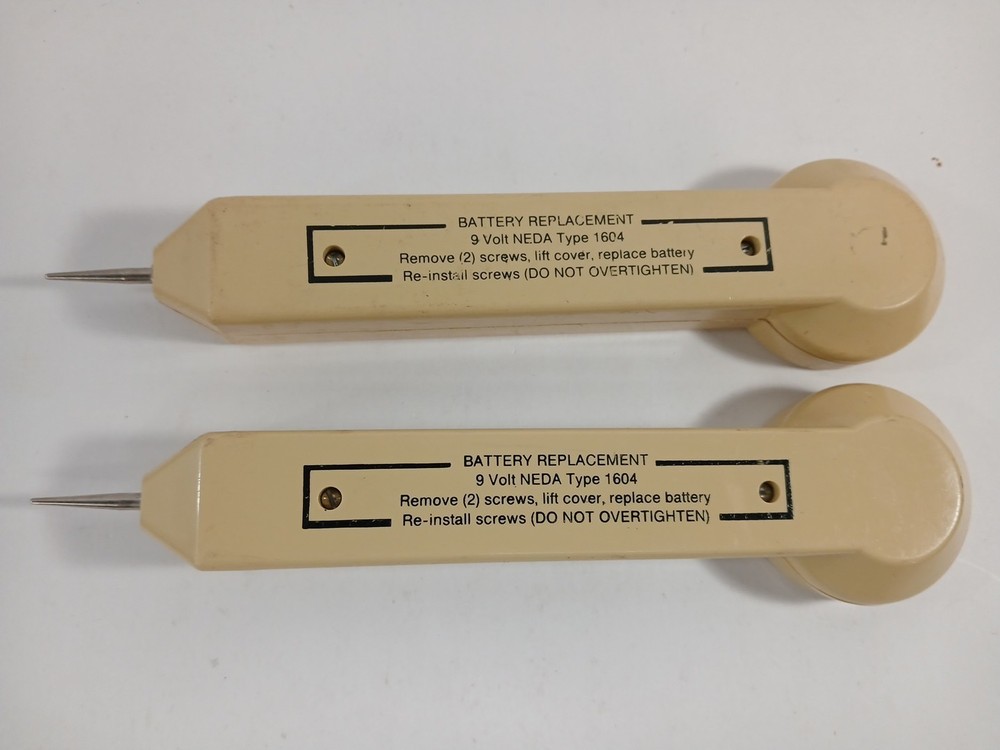 BATTERY REPLACEMENT
9 Volt NEDA Type 1604
Remove (2) screws, lift cover, replace battery
Re-install screws (DO NOT OVERTIGHTEN)
BATTERY REPLACEMENT
9 Volt NEDA Type 1604
Remove (2) screws, lift cover, replace battery
Re-install screws (DO NOT OVERTIGHTEN)